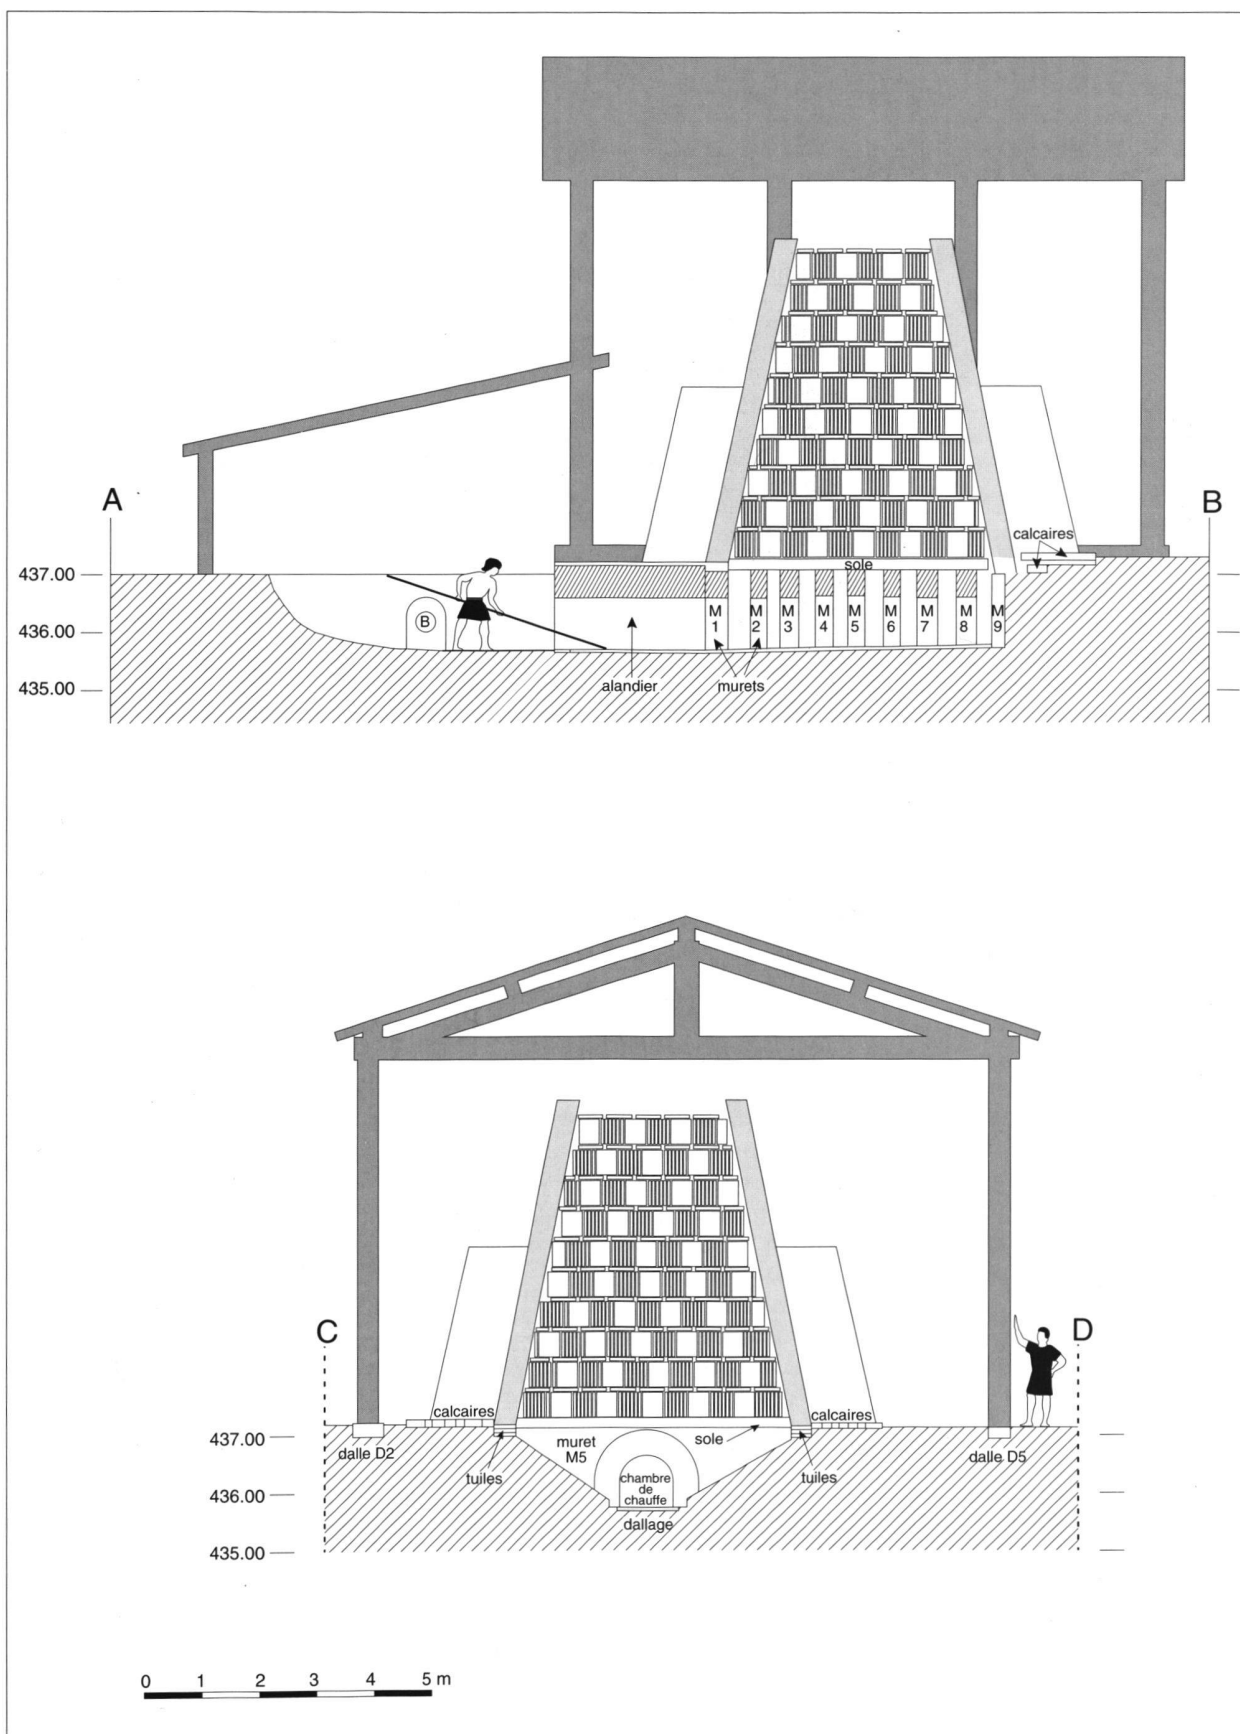 A
B
calcaires
437.00
sole
B
M
1
M
2
M
3
M
4
M
5
M
6
M
7
M
8
M
9
436.00
435.00
alandier
murets
C
D
calcaires
calcaires
437.00
muret
M5
sole
dalle D2
dalle D5
tuiles
tuiles
chambre
de
chauffe
436.00
dallage
435.00
0 1 2 3 4 5 m